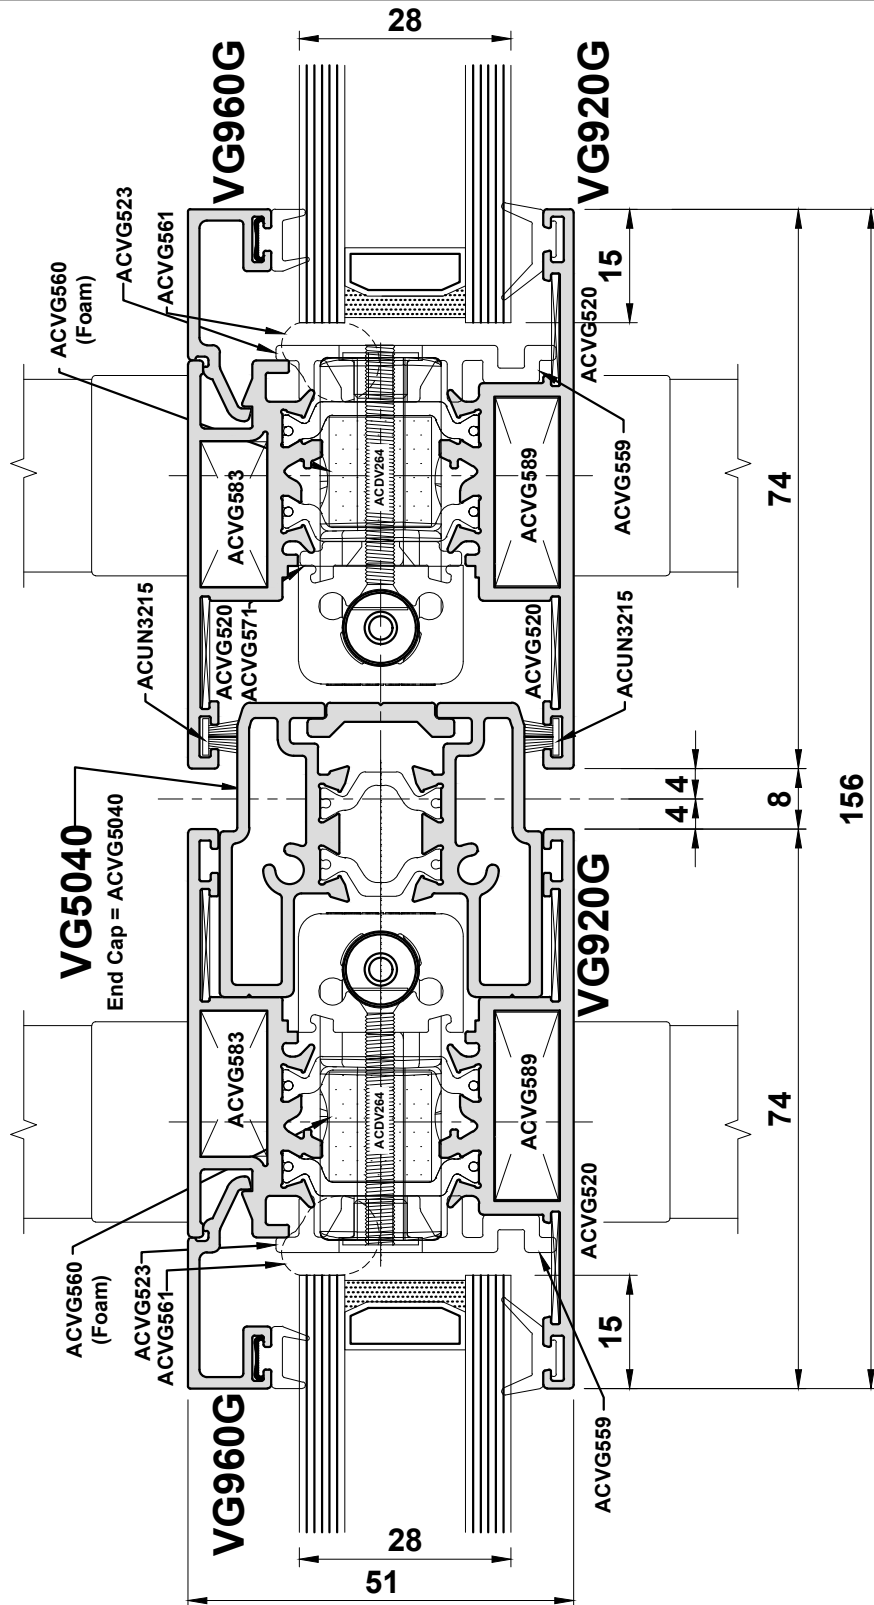 28
VG960G
VG920G
ACVG523
ACVG561
ACVG560
(Foam)
15
ACVG520
ACVG583
ACDV264
ACVG589
ACVG559
74
ACUN3215
ACVG520
ACVG571
ACVG520
ACUN3215
VG5040
End Cap = ACVG5040
4
4
8
156
VG920G
ACVG583
ACDV264
ACVG589
74
ACVG520
ACVG560
(Foam)
ACVG523
ACVG561
15
VG960G
ACVG559
28
51